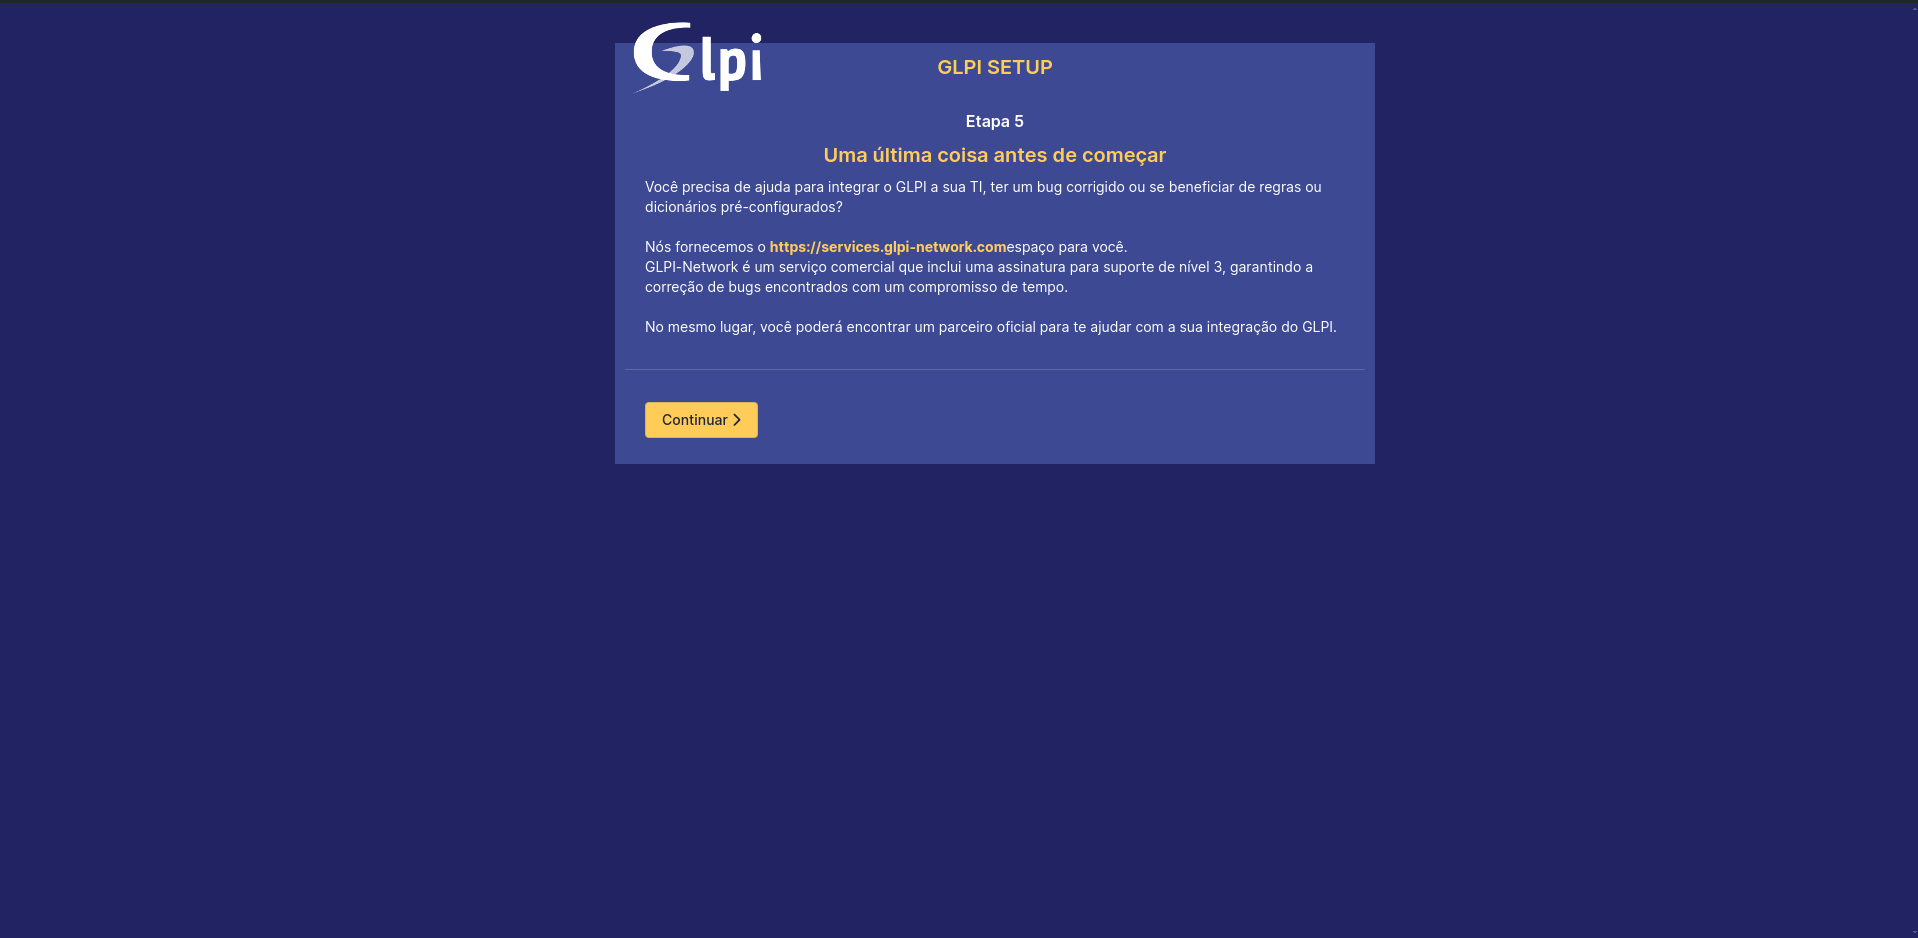 Glpi
GLPI SETUP
Etapa 5
Uma última coisa antes de começar
Você precisa de ajuda para integrar o GLPI a sua TI, ter um bug corrigido ou se beneficiar de regras ou
dicionários pré-configurados?
Nós fornecemos o https://services.glpi-network.comespaço para você.
GLPI-Network é um serviço comercial que inclui uma assinatura para suporte de nível 3, garantindo a
correção de bugs encontrados com um compromisso de tempo.
No mesmo lugar, você poderá encontrar um parceiro oficial para te ajudar com a sua integração do GLPI.
Continuar